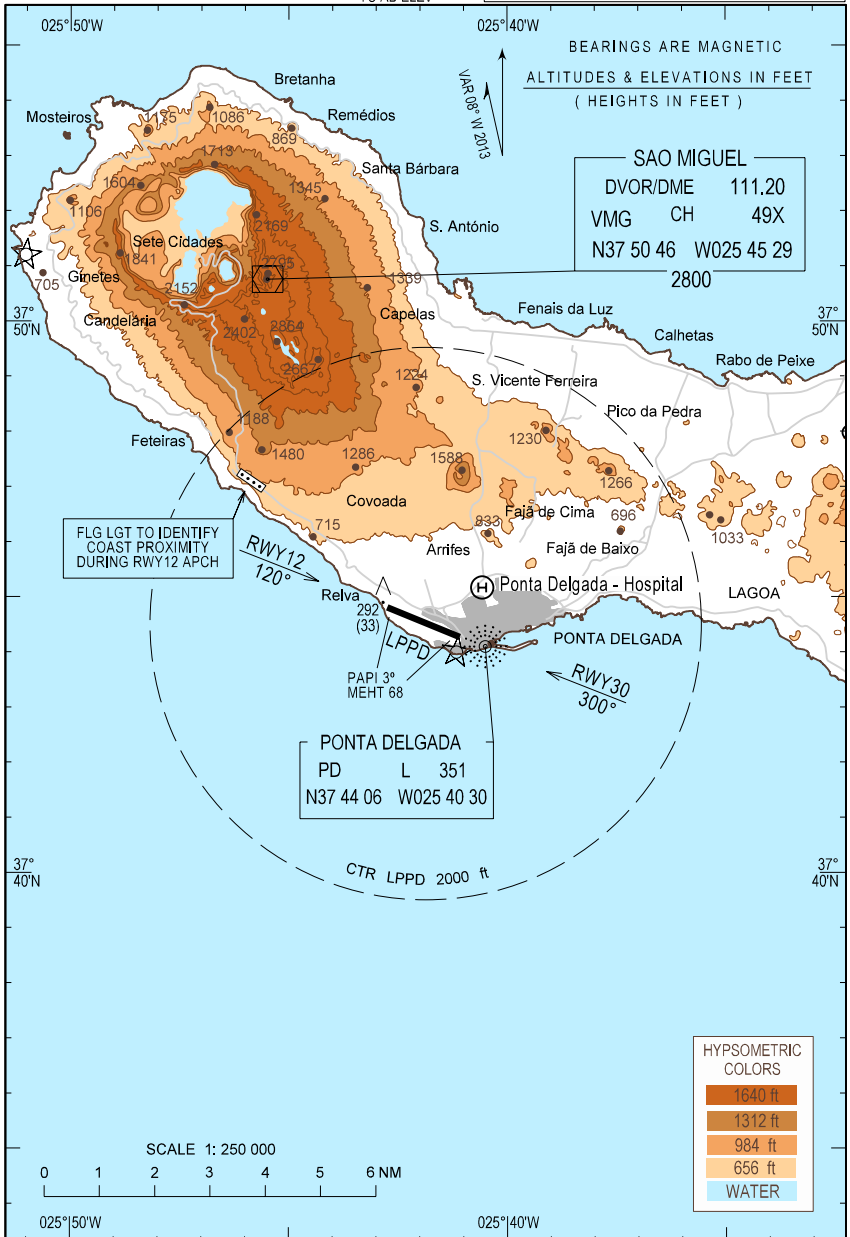 025° 50'W
025° 40'W
BEARINGS ARE MAGNETIC
ALTITUDES & ELEVATIONS IN FEET
( HEIGHTS IN FEET )
VAR 08° W 2013
Bretanha
Mosteiros
1175
1086
Remédios
869
1713
Santa Bárbara
1604
1345
1106
2169
S. António
SAO MIGUEL
DVOR/DME 111.20
VMG CH 49X
N37 50 46 W025 45 29
2800
Sete Cidades
1841
Ginetes
705
2152
1339
Candelária
2402
2864
Capelas
Fenais da Luz
37°
50'N
37°
50'N
Calhetas
Rabo de Peixe
1224
S. Vicente Ferreira
Pico da Pedra
1188
Feteiras
1480
1286
1588
1230
1266
Covoada
715
833
Fajã de Cima
696
1033
Arrifes
Fajã de Baixo
FLG LGT TO IDENTIFY
COAST PROXIMITY
DURING RWY12 APCH
RWY12
120°
Relva
292
(33)
H
Ponta Delgada - Hospital
LAGOA
LPPD
PONTA DELGADA
PAPI 3º
MEHT 68
RWY30
300°
PONTA DELGADA
PD L 351
N37 44 06 W025 40 30
CTR LPPD 2000 ft
37°
40'N
37°
40'N
HYPSOMETRIC
COLORS
1640 ft
1312 ft
984 ft
656 ft
WATER
SCALE 1: 250 000
0 1 2 3 4 5 6 NM
025° 50'W
025° 40'W